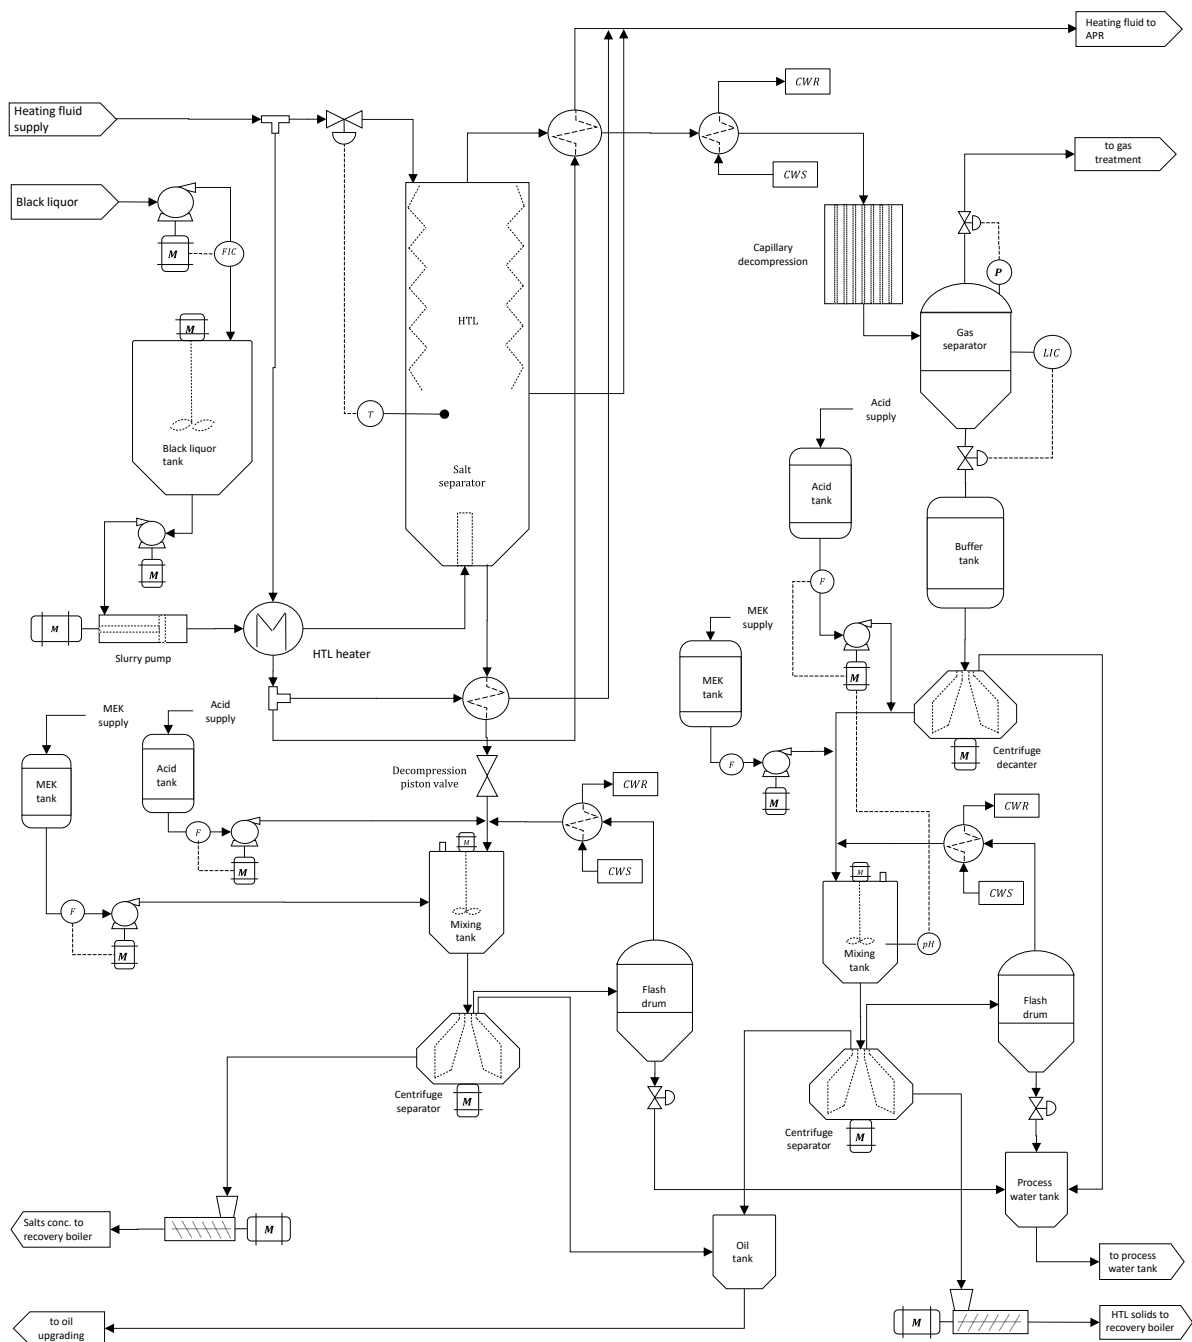 Heating fluid to
APR
CWR
Heating fluid
supply
to gas
treatment
CWS
Black liquor
FIC
M
Capillary
decompression
P
M
HTL
Gas
separator
LIC
Acid
supply
T
Black liquor
tank
Salt
separator
Acid
tank
Buffer
tank
M
F
MEK
supply
M
Slurry pump
HTL heater
M
MEK
tank
MEK
supply
Acid
supply
Centrifuge
decanter
M
Acid
tank
Decompression
piston valve
F
M
MEK
tank
CWR
CWR
F
M
M
CWS
M
CWS
F
M
Mixing
tank
Mixing
tank
pH
Flash
drum
Flash
drum
Centrifuge
separator
M
Centrifuge
separator
M
Process
water tank
Salts conc. to
recovery boiler
M
Oil
tank
to process
water tank
to oil
upgrading
M
HTL solids to
recovery boiler